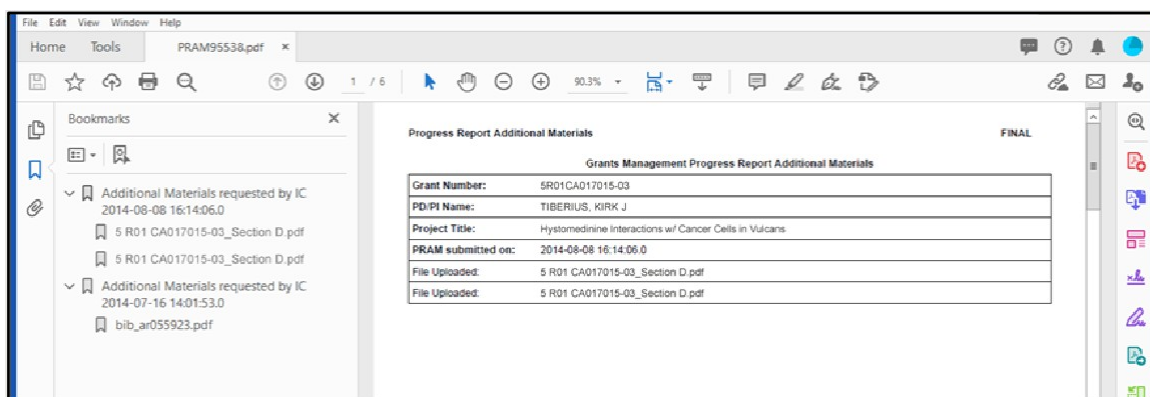 File Edit View Window Help
Home Tools PRAM95538.pdf ×
1 / 6 90.3%
Bookmarks
Additional Materials requested by IC
2014-08-08 16:14:06.0
5 R01 CA017015-03_Section D.pdf
5 R01 CA017015-03_Section D.pdf
Additional Materials requested by IC
2014-07-16 14:01:53.0
bib_ar055923.pdf
Progress Report Additional Materials FINAL
Grants Management Progress Report Additional Materials
Grant Number: 5R01CA017015-03
PD/PI Name: TIBERIUS, KIRK J
Project Title: Hystomedinine Interactions w/ Cancer Cells in Vulcans
PRAM submitted on: 2014-08-08 16:14:06.0
File Uploaded: 5 R01 CA017015-03_Section D.pdf
File Uploaded: 5 R01 CA017015-03_Section D.pdf